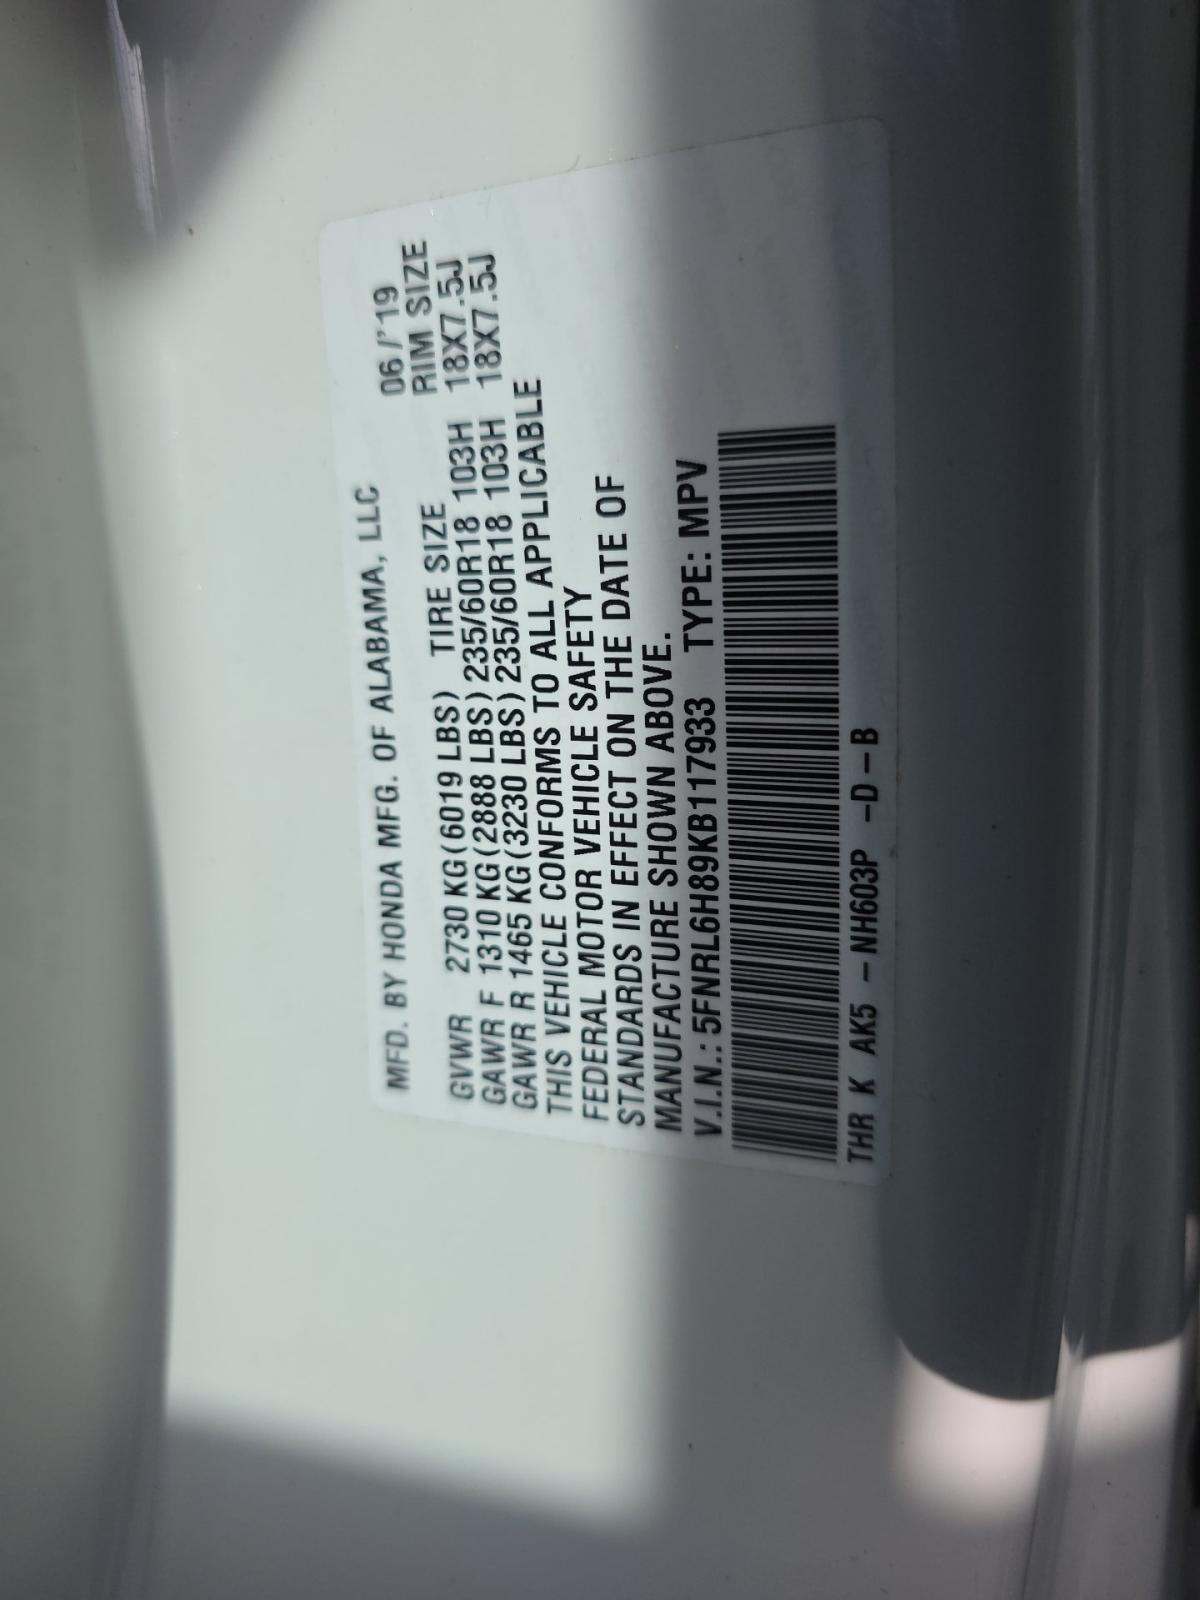 MFD. BY HONDA MFG. OF ALABAMA, LLC 06/'19
GVWR 2730 KG(6019 LBS) TIRE SIZE RIM SIZE
GAWR F 1310 KG(2888 LBS) 235/60R18 103H 18X7.5J
GAWR R 1465 KG(3230 LBS) 235/60R18 103H 18X7.5J
THIS VEHICLE CONFORMS TO ALL APPLICABLE
FEDERAL MOTOR VEHICLE SAFETY
STANDARDS IN EFFECT ON THE DATE OF
MANUFACTURE SHOWN ABOVE.
V.I.N.: 5FNRL6H89KB117933 TYPE: MPV
THR K AK5 -NH603P -D-B